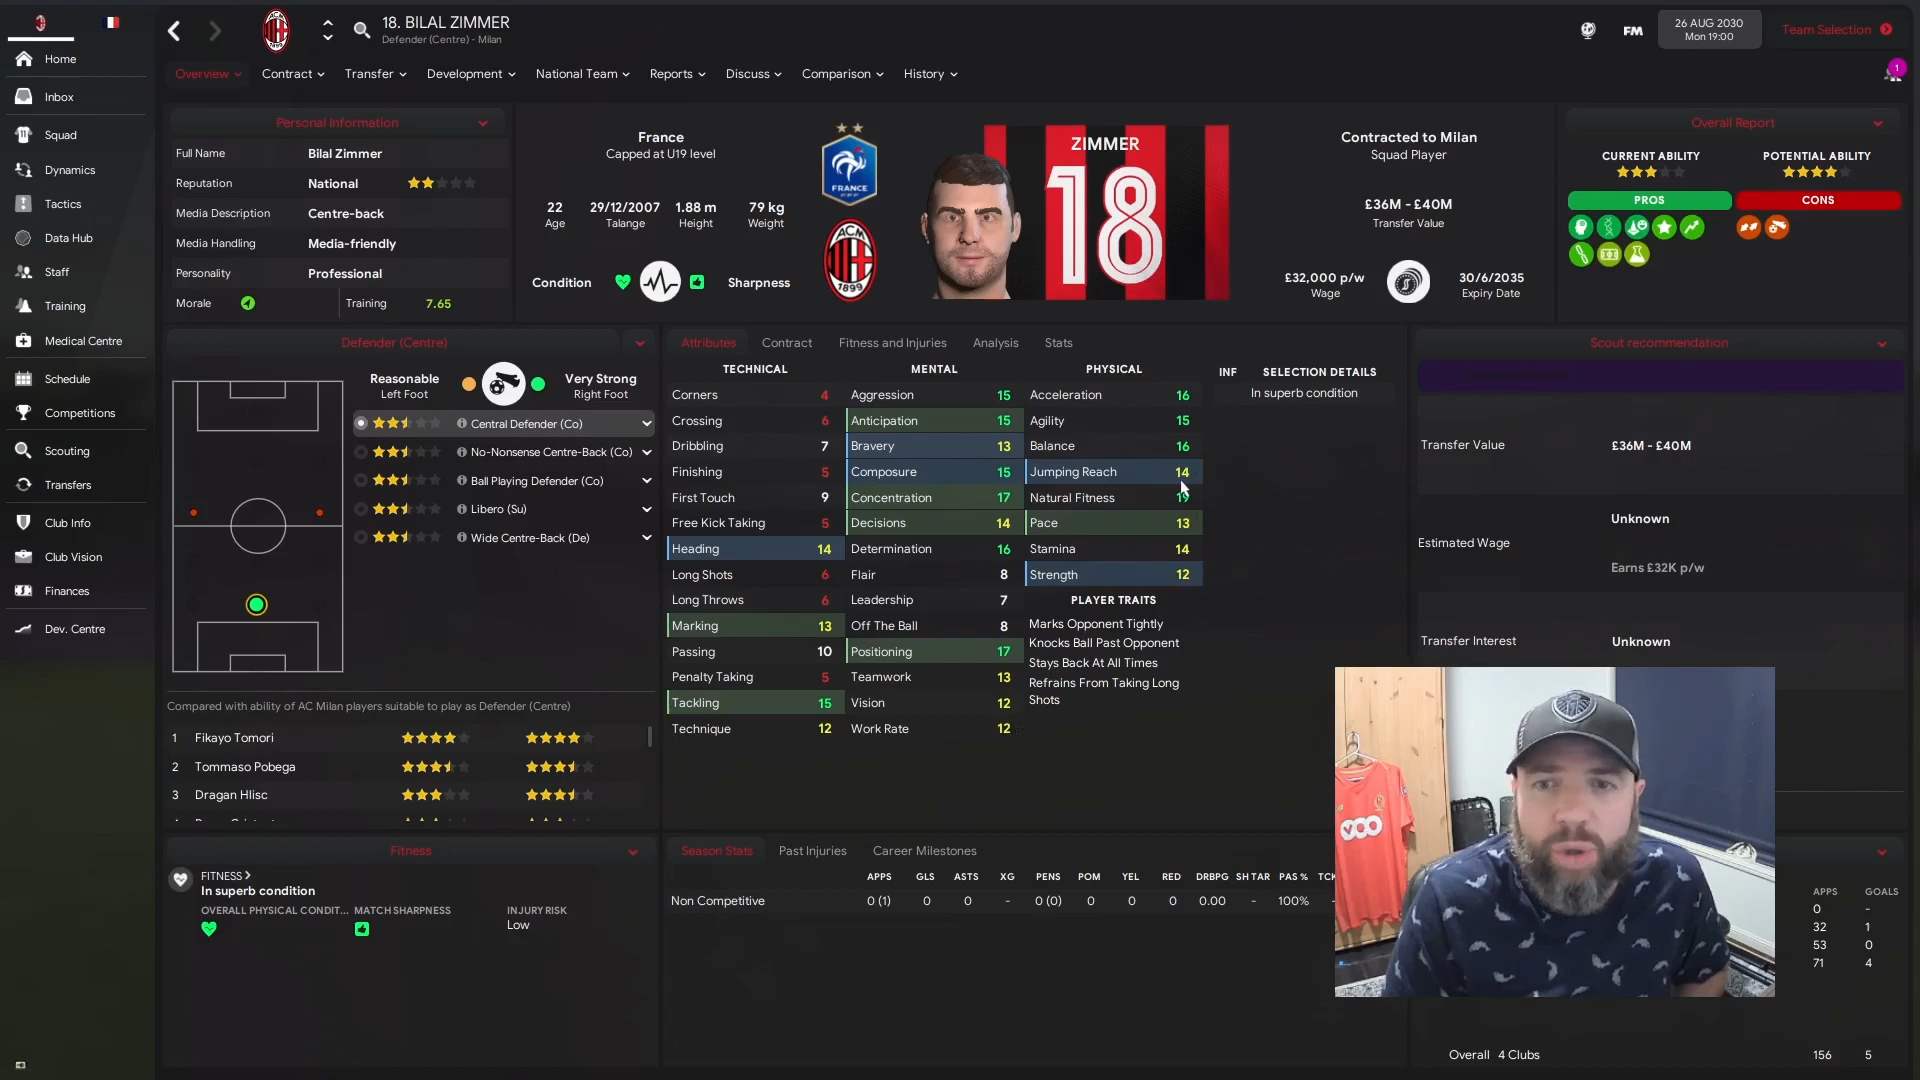 18. BILAL ZIMMER
Defender (Centre) - Milan
FM
26 AUG 2030
Mon 19:00
Team Selection
1
Home
Inbox
Squad
Dynamics
Tactics
Data Hub
Staff
Training
Medical Centre
Schedule
Competitions
Scouting
Transfers
Club Info
Club Vision
Finances
Dev. Centre
Overview
Contract
Transfer
Development
National Team
Reports
Discuss
Comparison
History
Personal Information
Full Name Bilal Zimmer
Reputation National
Media Description Centre-back
Media Handling Media-friendly
Personality Professional
Morale
Training 7.65
France
Capped at U19 level
22 29/12/2007 1.88 m 79 kg
Age Talange Height Weight
Condition
Sharpness
FRANCE
ACM
1899
ZIMMER
18
Contracted to Milan
Squad Player
£36M - £40M
Transfer Value
£32,000 p/w
Wage
30/6/2035
Expiry Date
Overall Report
CURRENT ABILITY
POTENTIAL ABILITY
PROS
CONS
Defender (Centre)
Reasonable
Left Foot
Very Strong
Right Foot
Central Defender (Co)
No-Nonsense Centre-Back (Co)
Ball Playing Defender (Co)
Libero (Su)
Wide Centre-Back (De)
Compared with ability of AC Milan players suitable to play as Defender (Centre)
1 Fikayo Tomori
2 Tommaso Pobega
3 Dragan Hlisc
Attributes
Contract
Fitness and Injuries
Analysis
Stats
TECHNICAL
Corners 4
Crossing 6
Dribbling 7
Finishing 5
First Touch 9
Free Kick Taking 5
Heading 14
Long Shots 6
Long Throws 6
Marking 13
Passing 10
Penalty Taking 5
Tackling 15
Technique 12
MENTAL
Aggression 15
Anticipation 15
Bravery 13
Composure 15
Concentration 17
Decisions 14
Determination 16
Flair 8
Leadership 7
Off The Ball 8
Positioning 17
Teamwork 13
Vision 12
Work Rate 12
PHYSICAL
Acceleration 16
Agility 15
Balance 16
Jumping Reach 14
Natural Fitness 19
Pace 13
Stamina 14
Strength 12
PLAYER TRAITS
Marks Opponent Tightly
Knocks Ball Past Opponent
Stays Back At All Times
Refrains From Taking Long
Shots
INF SELECTION DETAILS
In superb condition
Scout recommendation
Transfer Value £36M - £40M
Estimated Wage
Unknown
Earns £32K p/w
Transfer Interest Unknown
VOO
Fitness
FITNESS
In superb condition
OVERALL PHYSICAL CONDIT...
MATCH SHARPNESS
INJURY RISK
Low
Season Stats
Past Injuries
Career Milestones
APPS GLS ASTS XG PENS POM YEL RED DRBPG SH TAR PAS % TCK
Non Competitive 0 (1) 0 0 - 0 (0) 0 0 0 0.00 - 100% -
APPS GOALS
0 -
32 1
53 0
71 4
Overall 4 Clubs 156 5